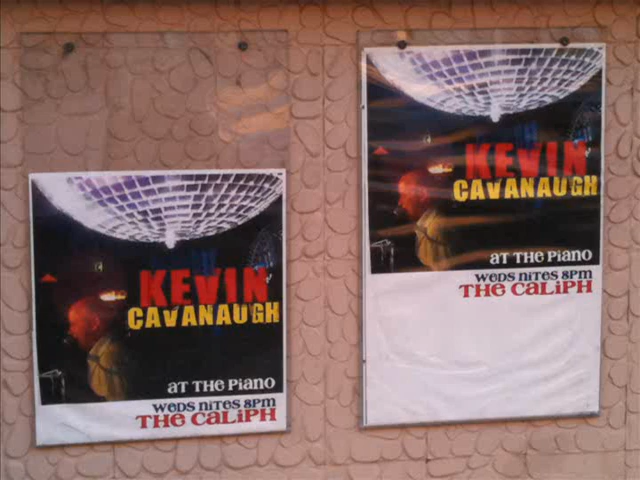 KEVIN
CAVANAUGH
AT THE PIANO
WEDS NITES 8PM
THE CALIPH
KEVIN
CAVANAUGH
AT THE PIANO
WEDS NITES 8PM
THE CALIPH